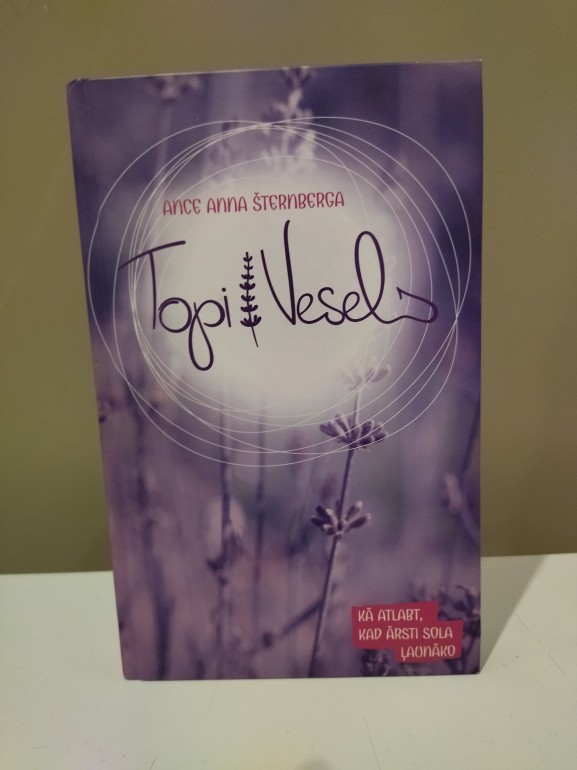 ANCE ANNA ŠTERNBERGA
Topi Vesels
KĀ ATLABT,
KAD ĀRSTI SOLA
ĻAUNĀKO